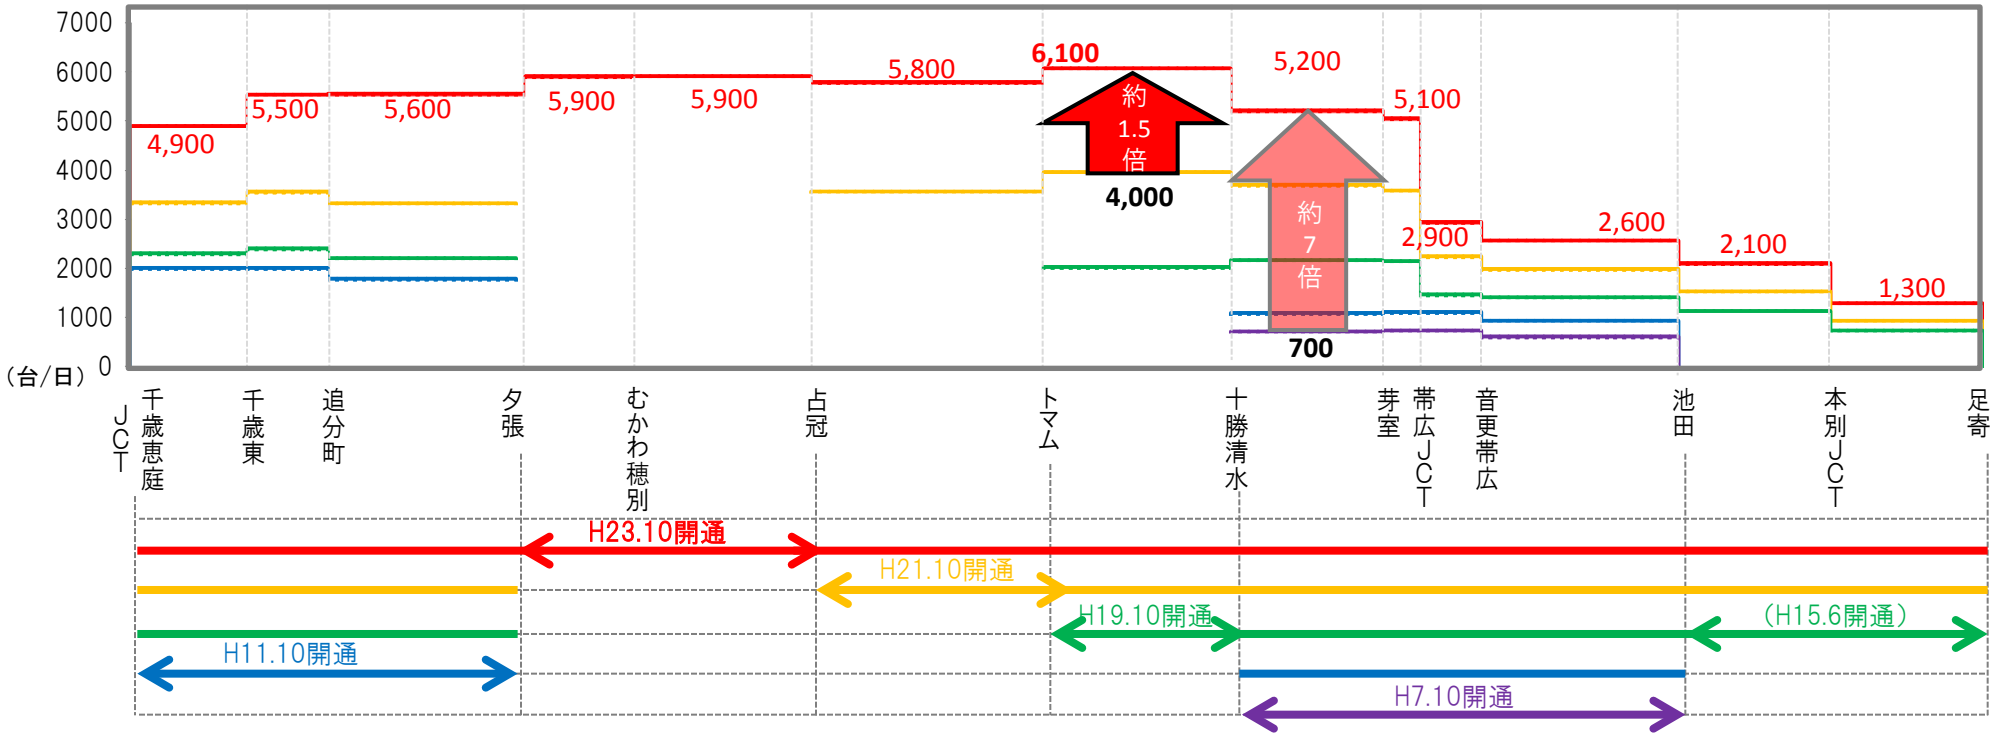 7000
6000
5000
4000
3000
2000
1000
0
(台/日)
4,900
5,500
5,600
5,900
5,900
5,800
6,100
5,200
5,100
2,900
2,600
2,100
1,300
約
1.5
倍
4,000
約
7
倍
700
千歳恵庭
JCT
千歳東
追分町
夕張
むかわ穂別
占冠
トマム
十勝清水
芽室
帯広JCT
音更帯広
池田
本別JCT
足寄
H23.10開通
H21.10開通
H19.10開通
(H15.6開通)
H11.10開通
H7.10開通